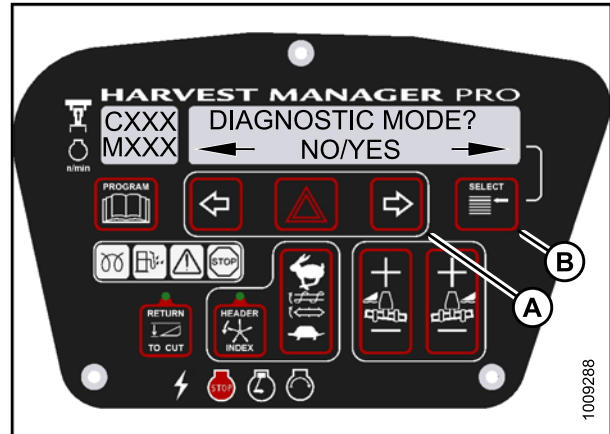 HARVEST MANAGER PRO
CXXX
MXXX
n/min
DIAGNOSTIC MODE?
NO/YES
PROGRAM
SELECT
B
A
STOP
RETURN
TO CUT
HEADER
INDEX
STOP
1009288